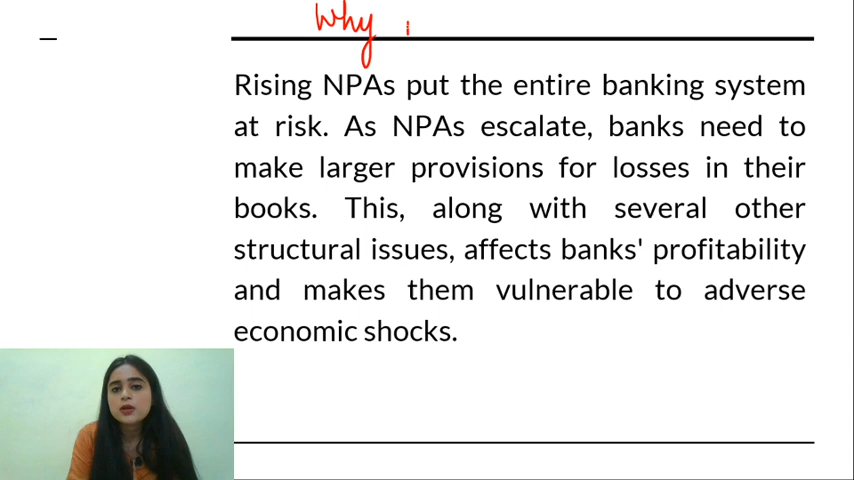 Why
Rising NPAs put the entire banking system
at risk. As NPAs escalate, banks need to
make larger provisions for losses in their
books. This, along with several other
structural issues, affects banks' profitability
and makes them vulnerable to adverse
economic shocks.